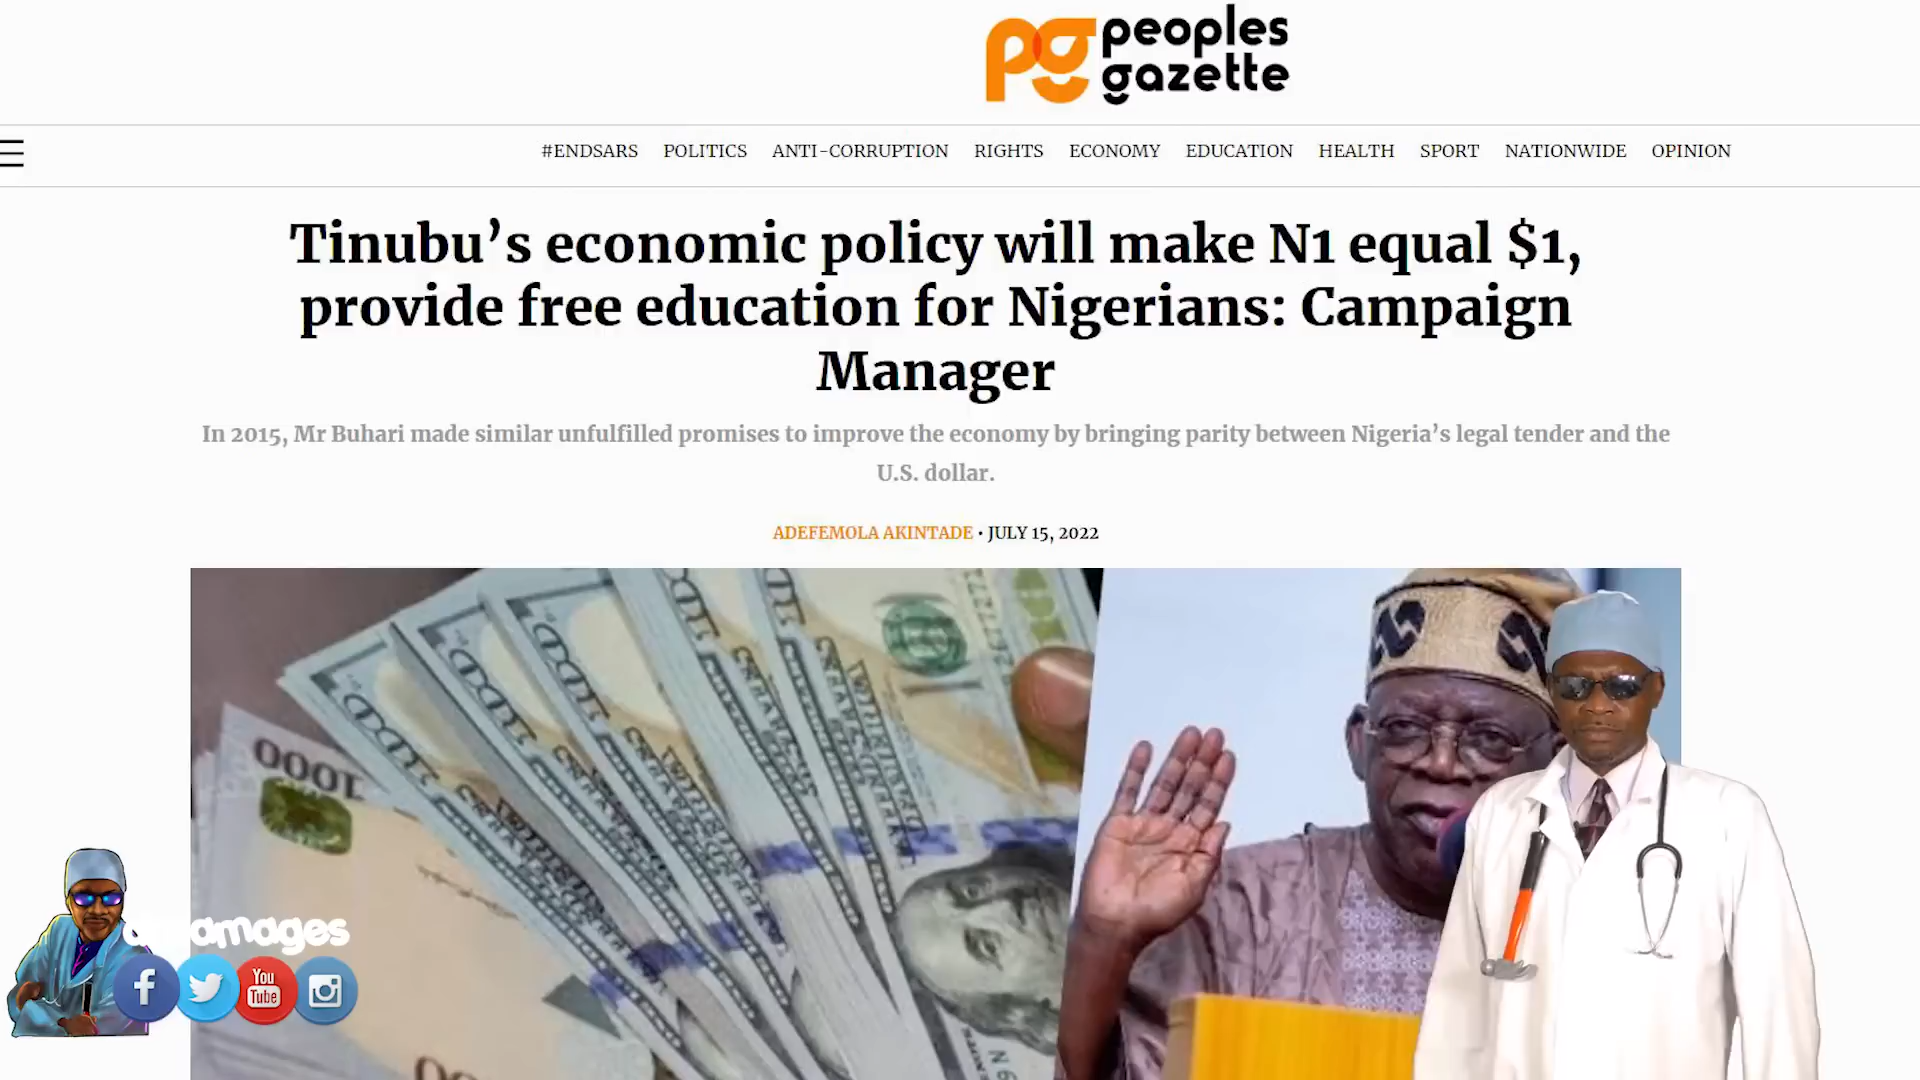 peoples
gazette
#ENDSARS POLITICS ANTI-CORRUPTION RIGHTS ECONOMY EDUCATION HEALTH SPORT NATIONWIDE OPINION
Tinubu’s economic policy will make N1 equal $1,
provide free education for Nigerians: Campaign
Manager
In 2015, Mr Buhari made similar unfulfilled promises to improve the economy by bringing parity between Nigeria’s legal tender and the
U.S. dollar.
ADEFEMOLA AKINTADE • JULY 15, 2022
1000
You
Tube